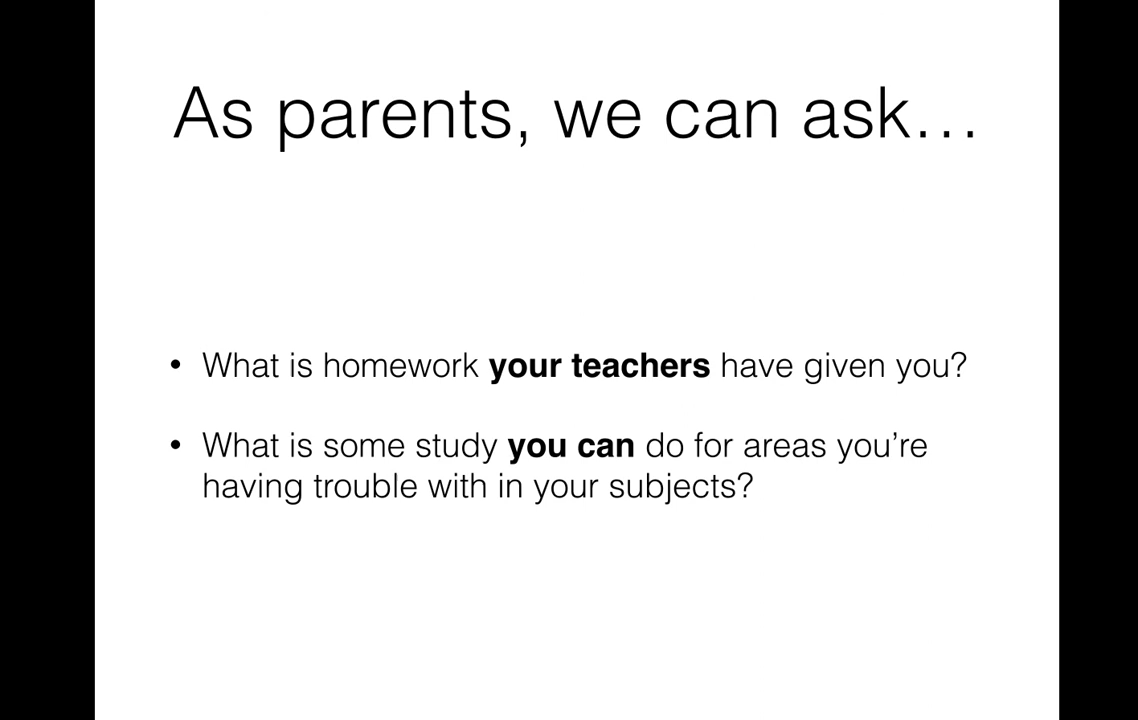 As parents, we can ask…
• What is homework your teachers have given you?
• What is some study you can do for areas you’re
having trouble with in your subjects?